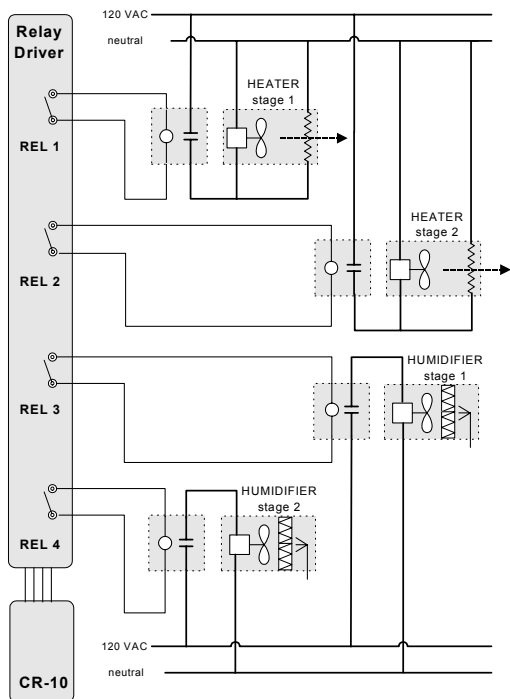 120 VAC
neutral
Relay
Driver
HEATER
stage 1
REL 1
HEATER
stage 2
REL 2
HUMIDIFIER
stage 1
REL 3
HUMIDIFIER
stage 2
REL 4
120 VAC
neutral
CR-10